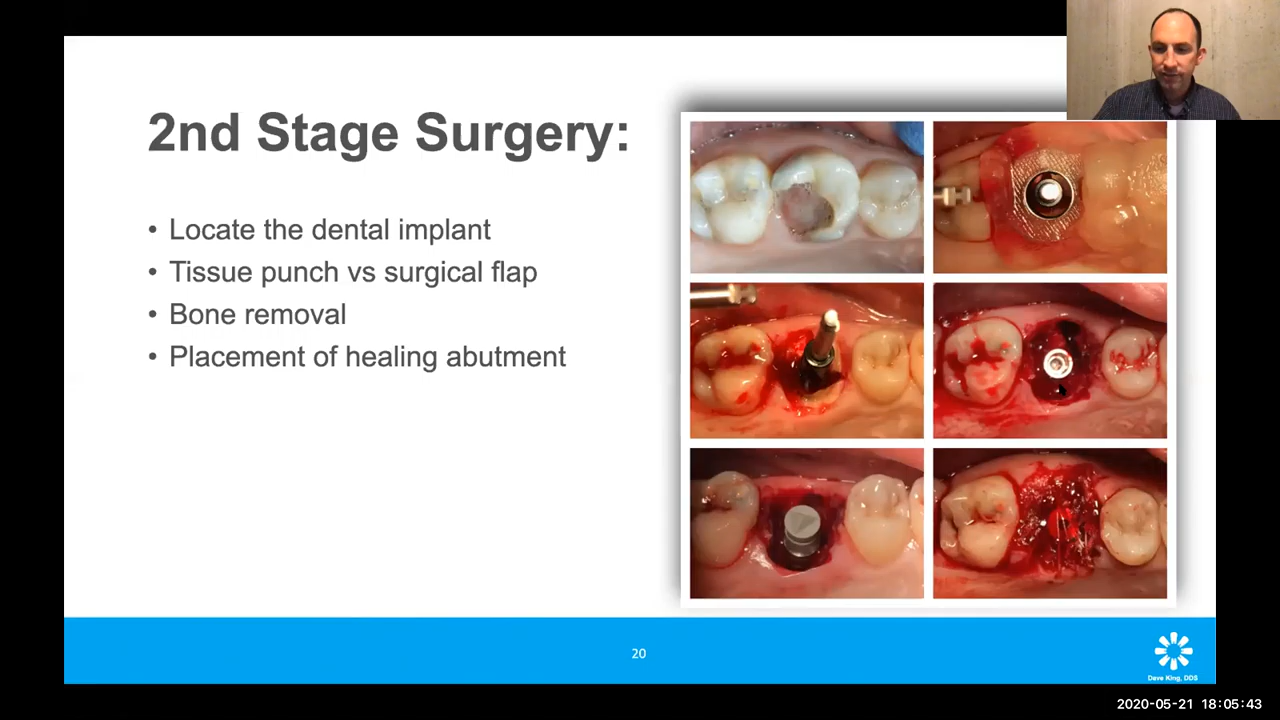 2nd Stage Surgery:
• Locate the dental implant
• Tissue punch vs surgical flap
• Bone removal
• Placement of healing abutment
20
Dave King, DDS
2020-05-21 18:05:43